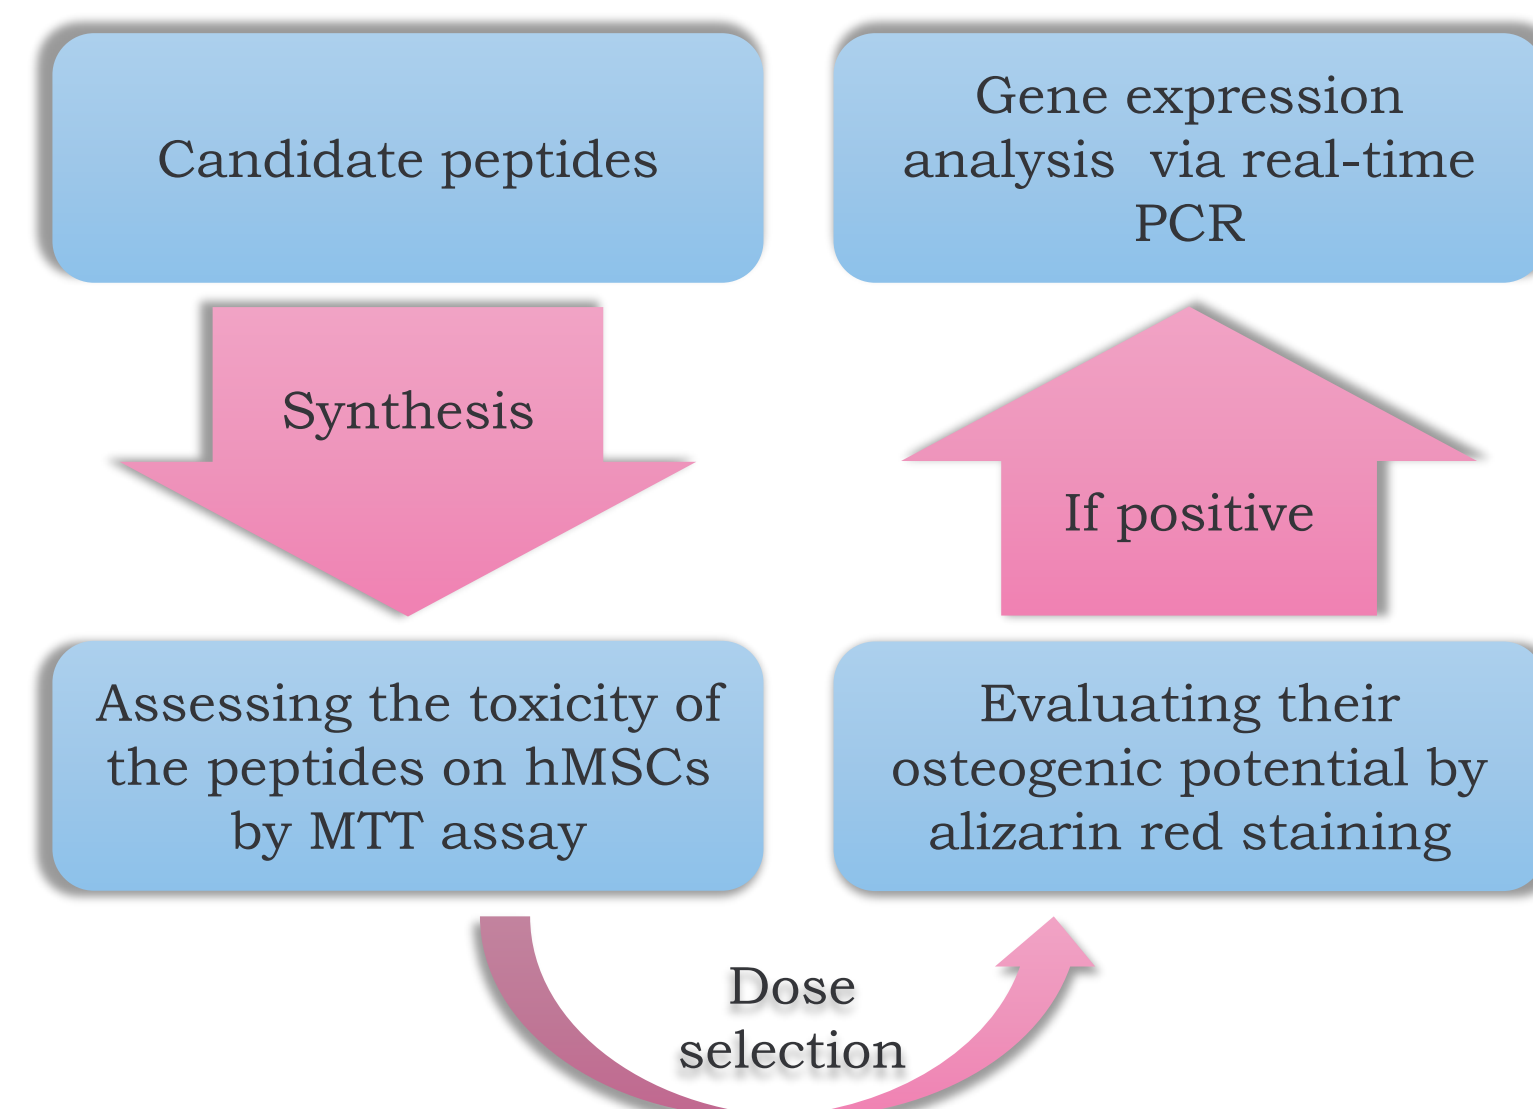 Candidate peptides
Synthesis
Assessing the toxicity of
the peptides on hMSCs
by MTT assay
Dose
selection
Evaluating their
osteogenic potential by
alizarin red staining
If positive
Gene expression
analysis  via real-time
PCR